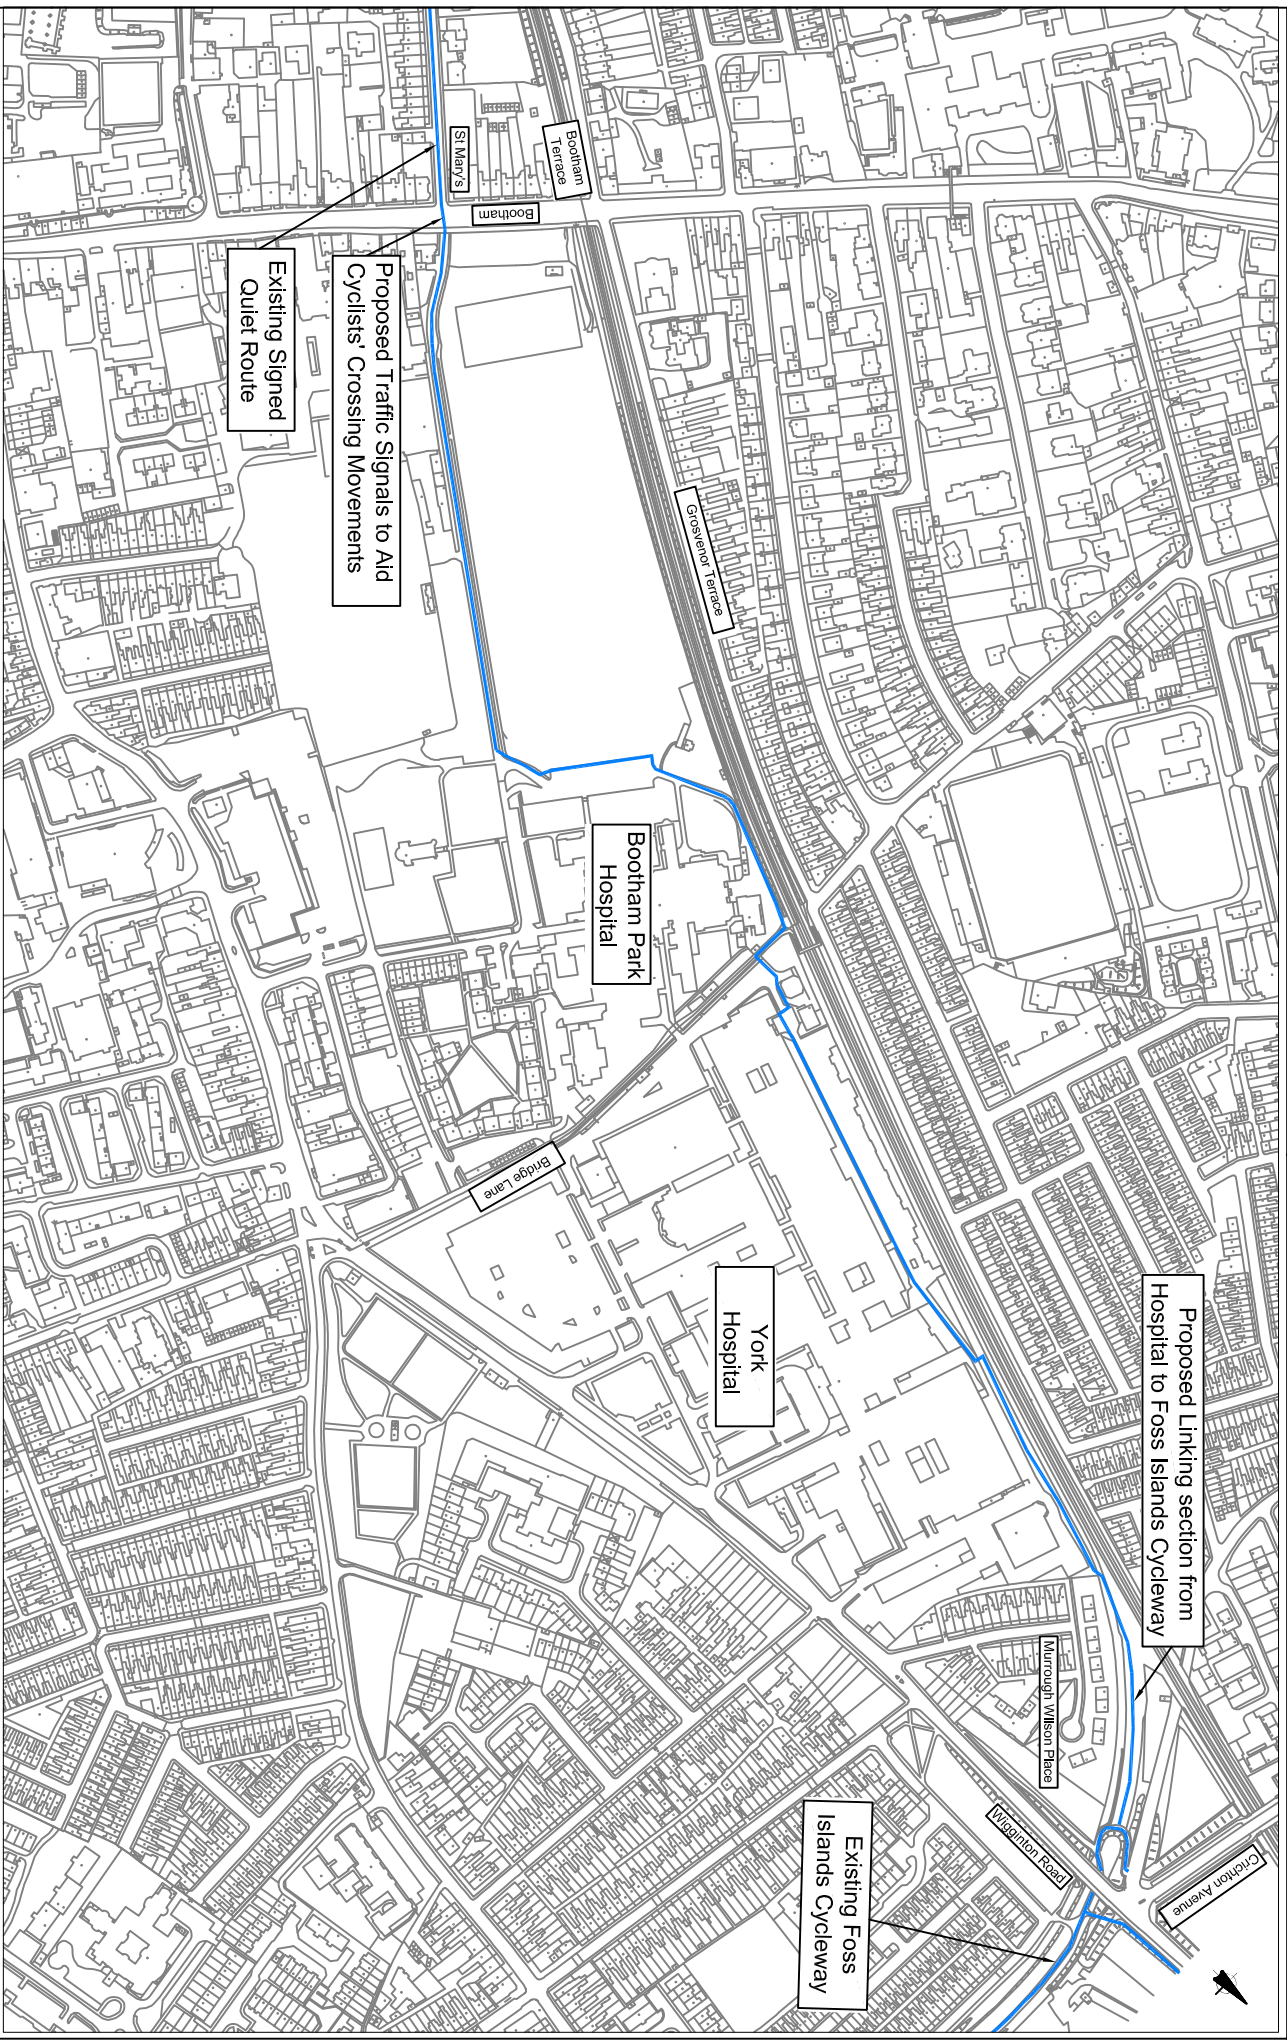 St Mary's
Bootham
Terrace
Bootham
Existing Signed
Quiet Route
Proposed Traffic Signals to Aid
Cyclists' Crossing Movements
Grosvenor Terrace
Bootham Park
Hospital
Bridge Lane
York
Hospital
Proposed Linking section from
Hospital to Foss Islands Cycleway
Murrough Wilson Place
Wigginton Road
Crichton Avenue
Existing Foss
Islands Cycleway